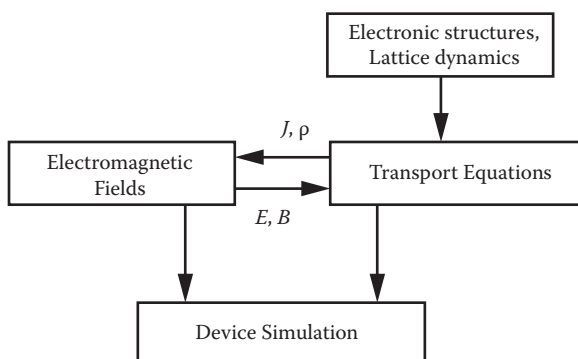 Electronic structures,
Lattice dynamics
J, ρ
Electromagnetic
Fields
Transport Equations
E, B
Device Simulation